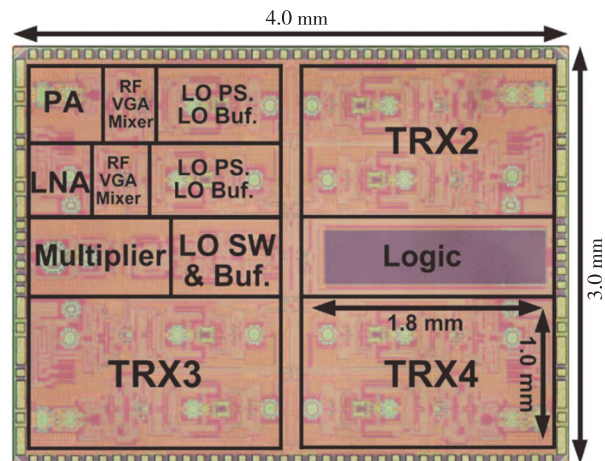 4.0 mm
PA
RF
VGA
Mixer
LO PS.
LO Buf.
TRX2
LNA
RF
VGA
Mixer
LO PS.
LO Buf.
Multiplier
LO SW
& Buf.
Logic
3.0 mm
1.8 mm
TRX3
TRX4
1.0 mm